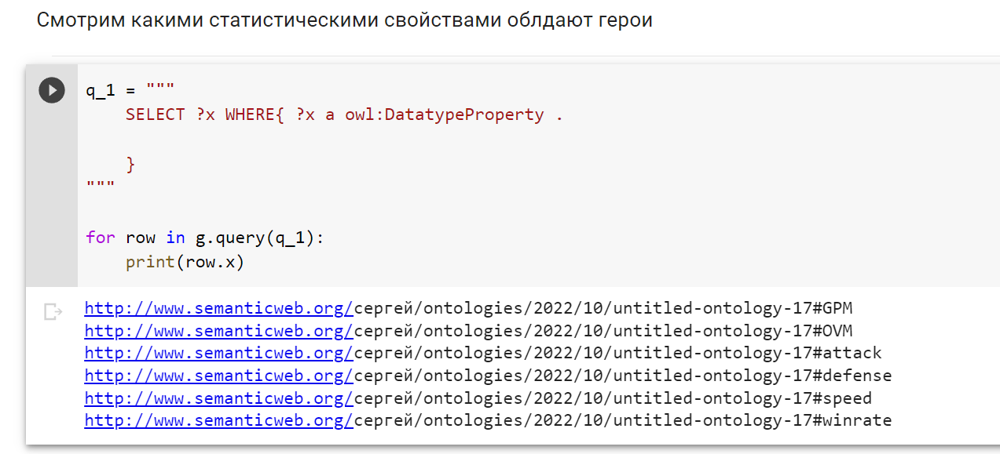 Смотрим какими статистическими свойствами облдают герои
q_1 = """
SELECT ?x WHERE{ ?x a owl:DatatypeProperty .
}
"""
for row in g.query(q_1):
print(row.x)
http://www.semanticweb.org/сергей/ontologies/2022/10/untitled-ontology-17#GPM
http://www.semanticweb.org/сергей/ontologies/2022/10/untitled-ontology-17#OVM
http://www.semanticweb.org/сергей/ontologies/2022/10/untitled-ontology-17#attack
http://www.semanticweb.org/сергей/ontologies/2022/10/untitled-ontology-17#defense
http://www.semanticweb.org/сергей/ontologies/2022/10/untitled-ontology-17#speed
http://www.semanticweb.org/сергей/ontologies/2022/10/untitled-ontology-17#winrate